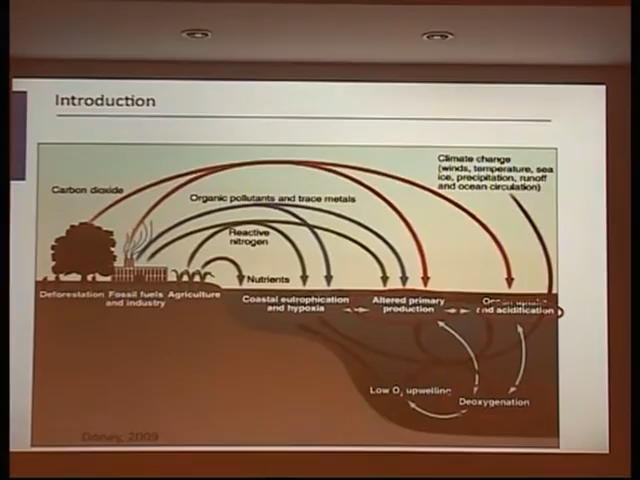 Introduction
Climate change
(winds, temperature, sea
ice, precipitation, runoff
and ocean circulation)
Carbon dioxide
Organic pollutants and trace metals
Reactive
nitrogen
Nutrients
Deforestation Fossil fuels Agriculture
and industry
Coastal eutrophication
and hypoxia
Altered primary
production
Ocean
and acidification
Low O₂ upwelling
Deoxygenation
Doney, 2009